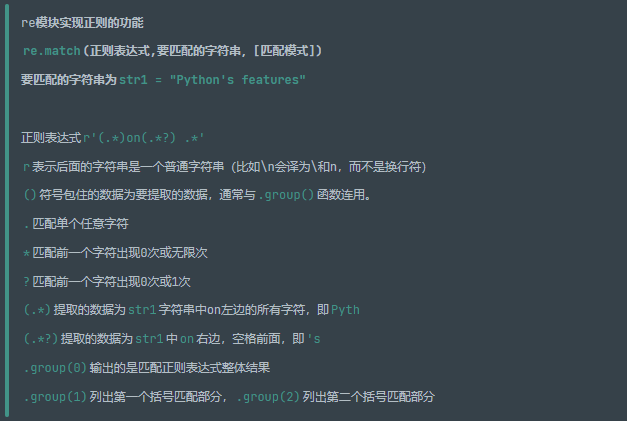 re模块实现正则的功能
re.match(正则表达式,要匹配的字符串, [匹配模式])
要匹配的字符串为str1 = "Python's features"
正则表达式r'(.*)on(.*?) .*'
r表示后面的字符串是一个普通字符串（比如\n会译为\和n，而不是换行符）
()符号包住的数据为要提取的数据，通常与.group()函数连用。
.匹配单个任意字符
*匹配前一个字符出现0次或无限次
?匹配前一个字符出现0次或1次
(.*)提取的数据为str1字符串中on左边的所有字符，即Pyth
(.*?)提取的数据为str1中on右边，空格前面，即's
.group(0)输出的是匹配正则表达式整体结果
.group(1)列出第一个括号匹配部分，.group(2)列出第二个括号匹配部分